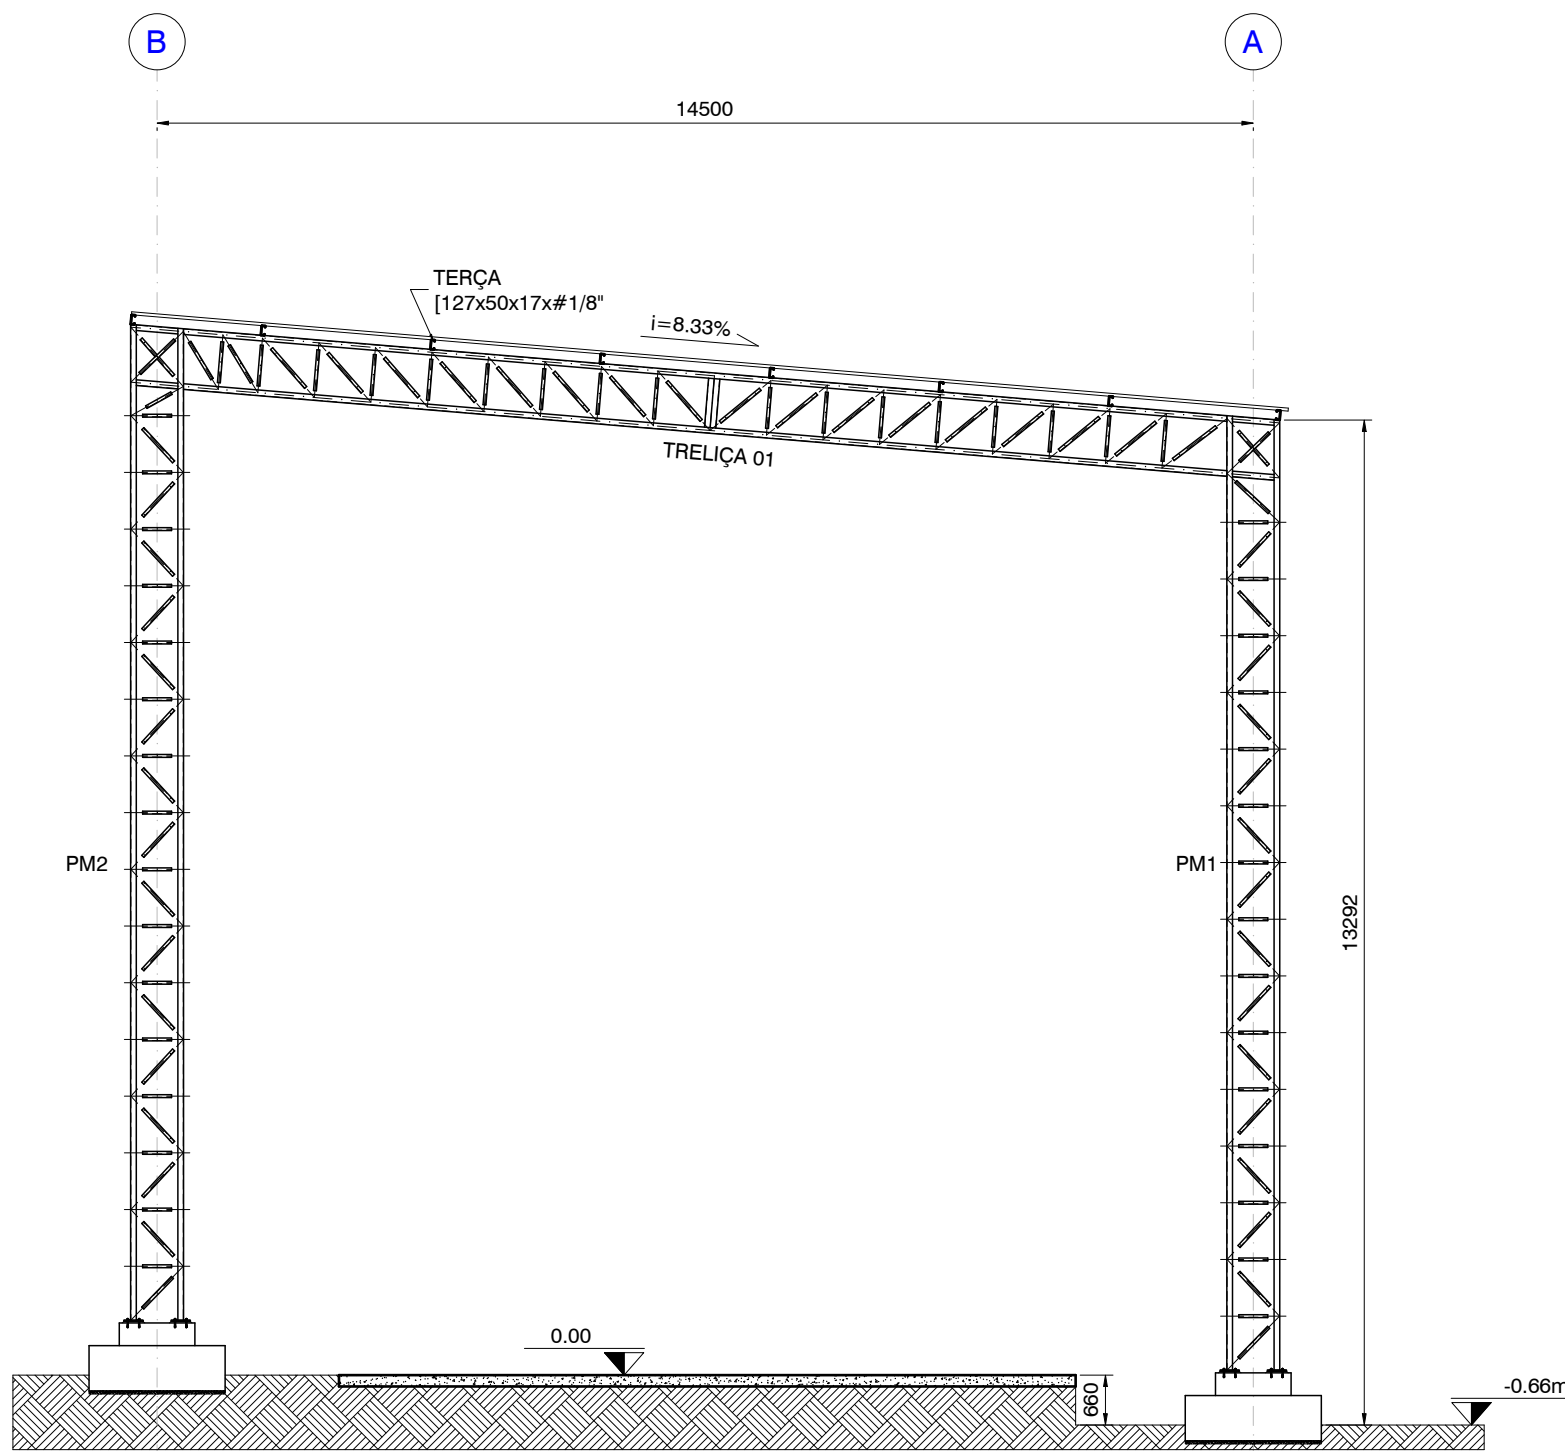 B
A
14500
TERÇA
[127x50x17x#1/8"
i=8.33%
TRELIÇA 01
PM2
PM1
13292
0.00
660
-0.66m